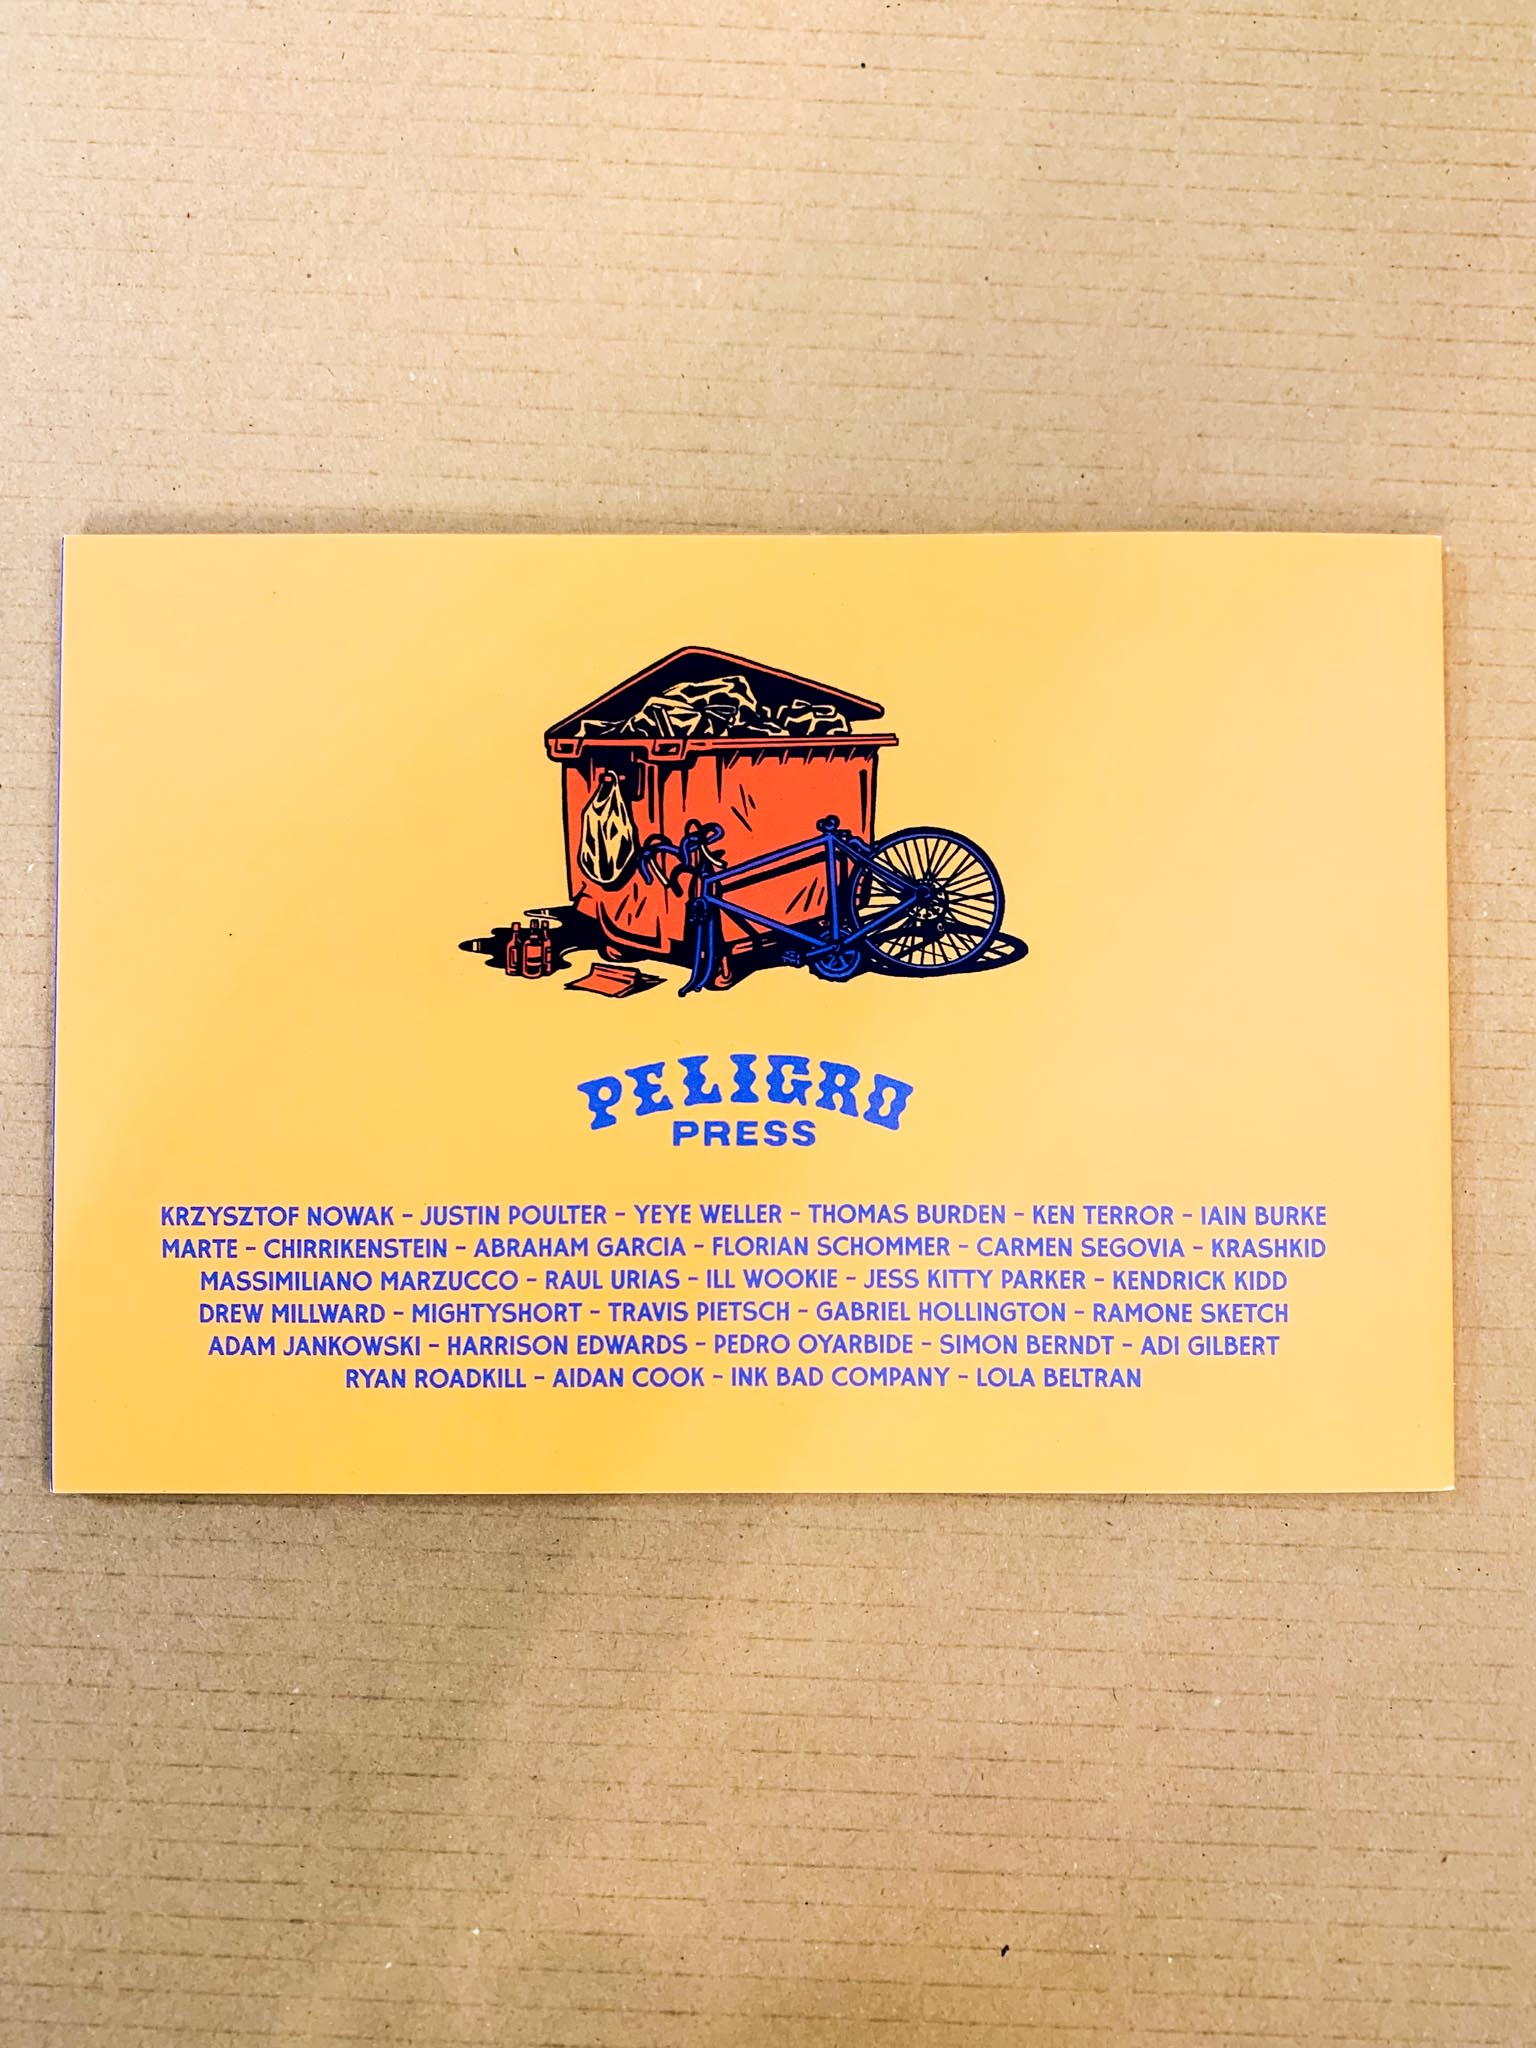 PELIGRO
PRESS
KRZYSZTOF NOWAK - JUSTIN POULTER - YEYE WELLER - THOMAS BURDEN - KEN TERROR - IAIN BURKE
MARTE - CHIRRIKENSTEIN - ABRAHAM GARCIA - FLORIAN SCHOMMER - CARMEN SEGOVIA - KRASHKID
MASSIMILIANO MARZUCCO - RAUL URIAS - ILL WOOKIE - JESS KITTY PARKER - KENDRICK KIDD
DREW MILLWARD - MIGHTYSHORT - TRAVIS PIETSCH - GABRIEL HOLLINGTON - RAMONE SKETCH
ADAM JANKOWSKI - HARRISON EDWARDS - PEDRO OYARBIDE - SIMON BERNDT - ADI GILBERT
RYAN ROADKILL - AIDAN COOK - INK BAD COMPANY - LOLA BELTRAN